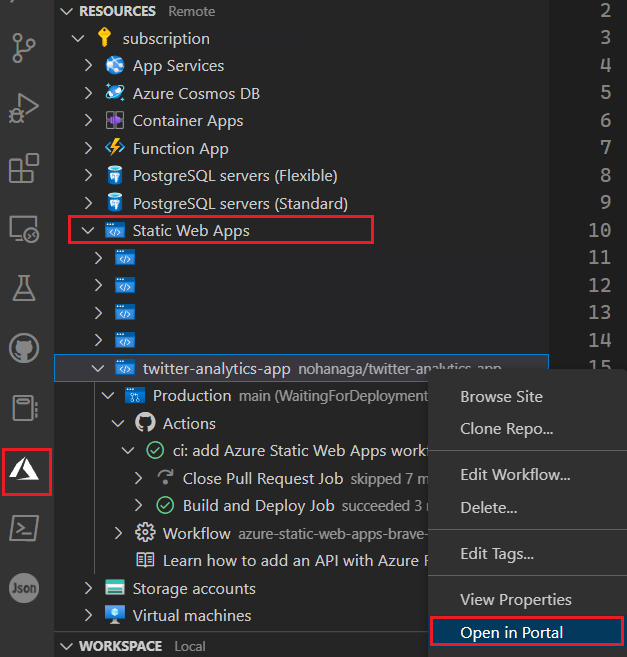 RESOURCES Remote
subscription
App Services
Azure Cosmos DB
Container Apps
Function App
PostgreSQL servers (Flexible)
PostgreSQL servers (Standard)
Static Web Apps
twitter-analytics-app nohanaga/twitter-analytics-app
Production main (WaitingForDeployment
Actions
ci: add Azure Static Web Apps workf
Close Pull Request Job skipped 7 m
Build and Deploy Job succeeded 3 m
Workflow azure-static-web-apps-brave-
Learn how to add an API with Azure F
Storage accounts
Virtual machines
WORKSPACE Local
Json
2
3
4
5
6
7
8
9
10
11
12
13
14
15
Browse Site
Clone Repo...
Edit Workflow...
Delete...
Edit Tags...
View Properties
Open in Portal